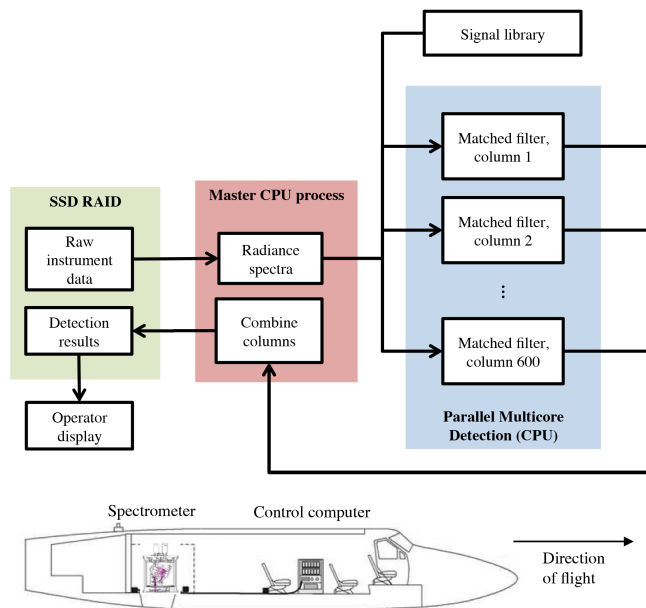 Signal library
Matched filter,
column 1
SSD RAID
Master CPU process
Raw
instrument
data
Radiance
spectra
Matched filter,
column 2
...
Detection
results
Combine
columns
Matched filter,
column 600
Operator
display
Parallel Multicore
Detection (CPU)
Spectrometer
Control computer
Direction
of flight